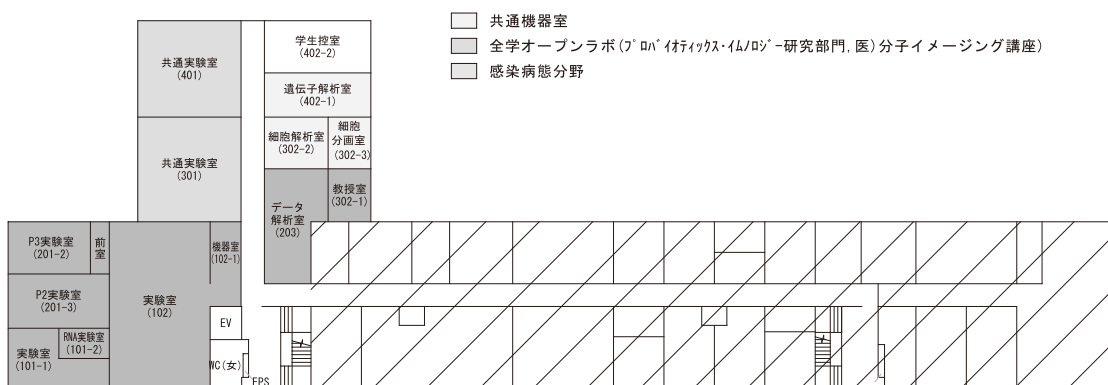 共通機器室
全学オープンラボ(ﾌﾟﾛﾊﾞｲｵﾃｨｯｸｽ・ｲﾑﾉﾛｼﾞｰ研究部門, 医)分子イメージング講座)
感染病態分野
学生控室
(402-2)
共通実験室
(401)
遺伝子解析室
(402-1)
細胞解析室
(302-2)
細胞
分画室
(302-3)
共通実験室
(301)
教授室
(302-1)
データ
解析室
(203)
P3実験室
(201-2)
前
室
機器室
(102-1)
P2実験室
(201-3)
実験室
(102)
EV
RNA実験室
(101-2)
実験室
(101-1)
WC(女)
EPS